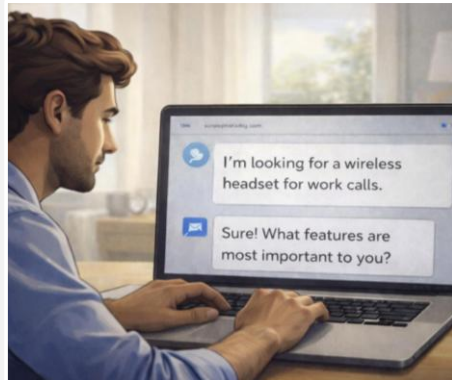 I'm looking for a wireless
headset for work calls.
Sure! What features are
most important to you?